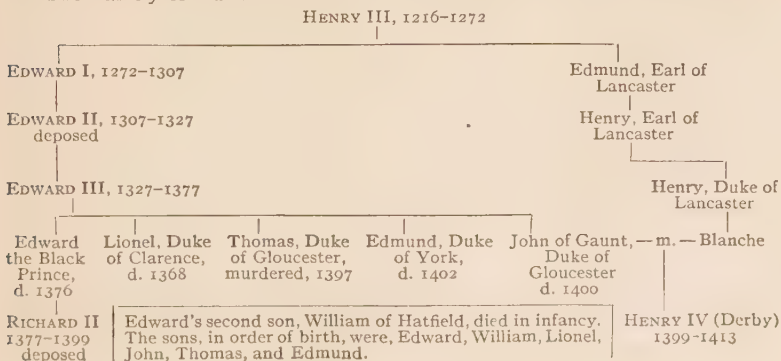 HENRY III, 1216–1272
EDWARD I, 1272–1307
Edmund, Earl of
Lancaster
EDWARD II, 1307–1327
deposed
Henry, Earl of
Lancaster
EDWARD III, 1327–1377
Henry, Duke of
Lancaster
Edward
the Black
Prince,
d. 1376
Lionel, Duke
of Clarence,
d. 1368
Thomas, Duke
of Gloucester,
murdered, 1397
Edmund, Duke
of York,
d. 1402
John of Gaunt, — m. — Blanche
Duke of
Gloucester
d. 1400
RICHARD II
1377–1399
deposed
Edward's second son, William of Hatfield, died in infancy.
The sons, in order of birth, were, Edward, William, Lionel,
John, Thomas, and Edmund.
HENRY IV (Derby)
1399–1413